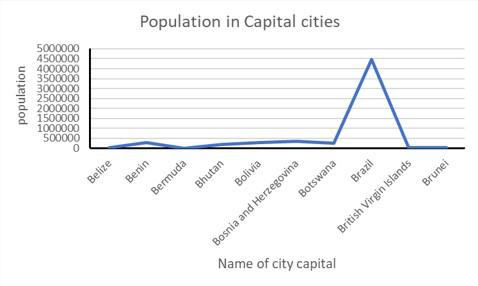 Population in Capital cities
population
5000000
4500000
4000000
3500000
3000000
2500000
2000000
1500000
1000000
500000
0
Belize
Benin
Bermuda
Bhutan
Bolivia
Bosnia and Herzegovina
Botswana
Brazil
British Virgin Islands
Brunei
Name of city capital